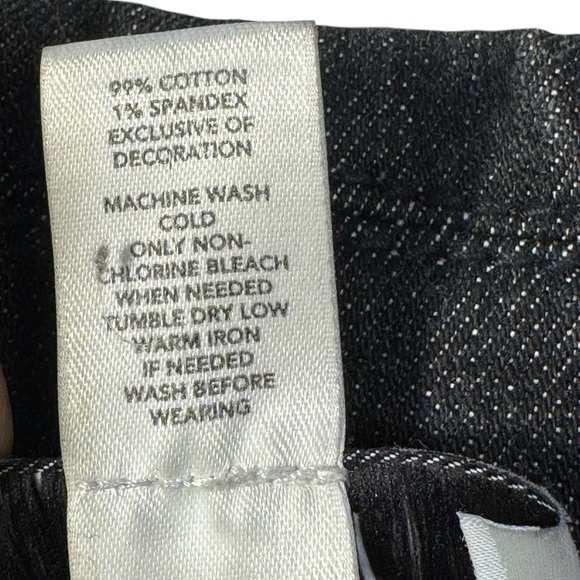 99% COTTON
1% SPANDEX
EXCLUSIVE OF
DECORATION
MACHINE WASH
COLD
ONLY NON-
CHLORINE BLEACH
WHEN NEEDED
TUMBLE DRY LOW
WARM IRON
IF NEEDED
WASH BEFORE
WEARING